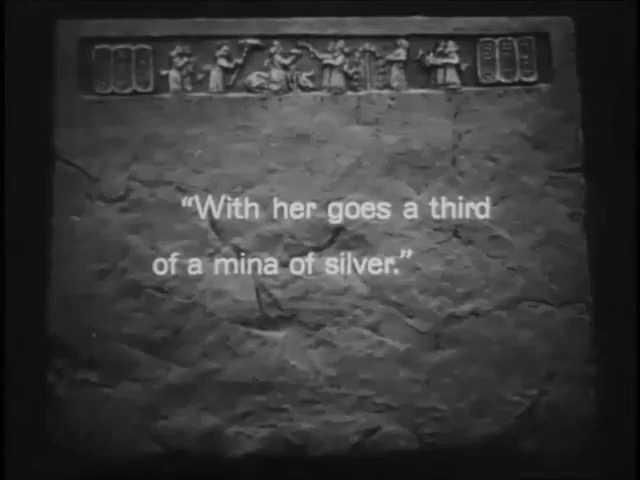 “With her goes a third
of a mina of silver.”